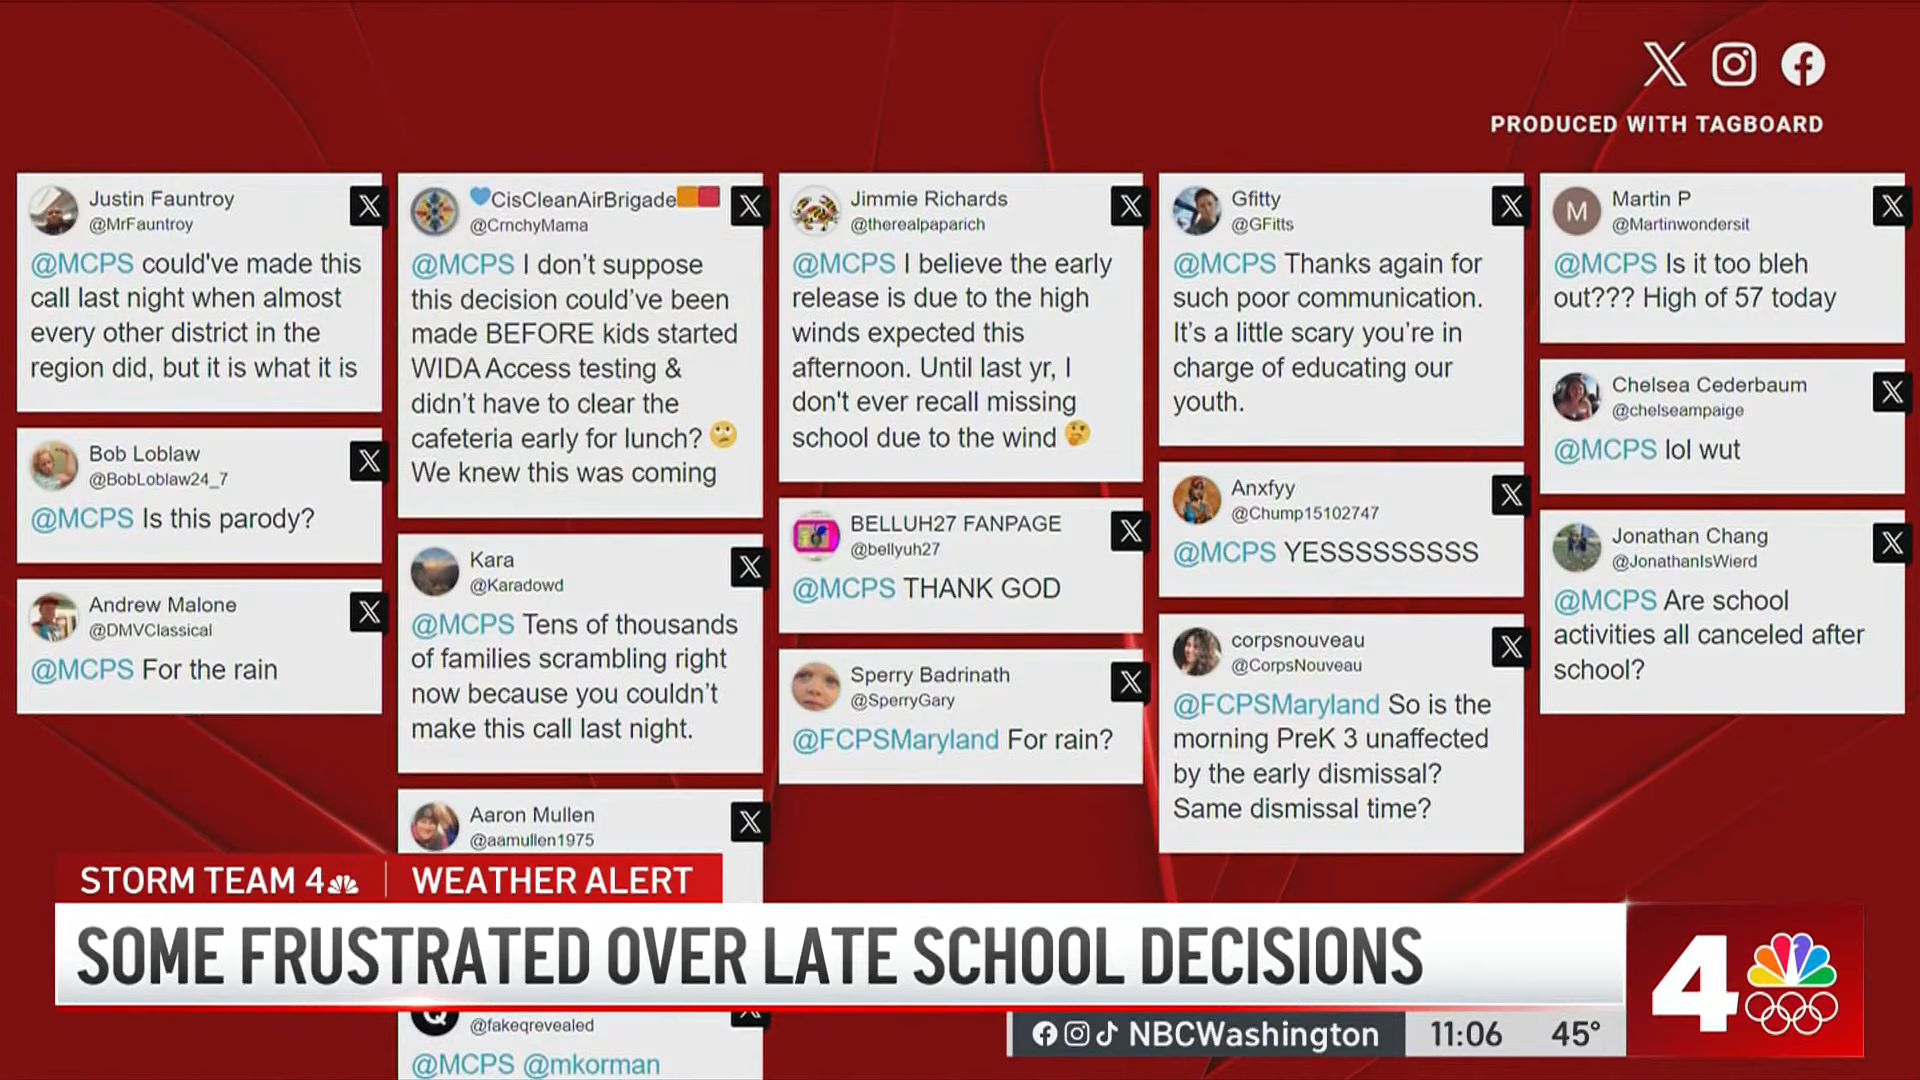 PRODUCED WITH TAGBOARD
Justin Fauntroy
@MrFauntroy
@MCPS could've made this
call last night when almost
every other district in the
region did, but it is what it is
Bob Loblaw
@BobLoblaw24_7
@MCPS Is this parody?
Andrew Malone
@DMVClassical
@MCPS For the rain
CisCleanAirBrigade
@CrnchyMama
@MCPS I don’t suppose
this decision could’ve been
made BEFORE kids started
WIDA Access testing &
didn’t have to clear the
cafeteria early for lunch? 🙄
We knew this was coming
Kara
@Karadowd
@MCPS Tens of thousands
of families scrambling right
now because you couldn’t
make this call last night.
Aaron Mullen
@aamullen1975
@fakeqrevealed
@MCPS @mkorman
Jimmie Richards
@therealpaparich
@MCPS I believe the early
release is due to the high
winds expected this
afternoon. Until last yr, I
don't ever recall missing
school due to the wind 🤔
BELLUH27 FANPAGE
@bellyuh27
@MCPS THANK GOD
Sperry Badrinath
@SperryGary
@FCPSMaryland For rain?
Gfitty
@GFitts
@MCPS Thanks again for
such poor communication.
It’s a little scary you’re in
charge of educating our
youth.
Anxfyy
@Chump15102747
@MCPS YESSSSSSSSS
corpsnouveau
@CorpsNouveau
@FCPSMaryland So is the
morning PreK 3 unaffected
by the early dismissal?
Same dismissal time?
M
Martin P
@Martinwondersit
@MCPS Is it too bleh
out??? High of 57 today
Chelsea Cederbaum
@chelseampaige
@MCPS lol wut
Jonathan Chang
@JonathanIsWierd
@MCPS Are school
activities all canceled after
school?
STORM TEAM 4 WEATHER ALERT
SOME FRUSTRATED OVER LATE SCHOOL DECISIONS
4
NBCWashington 11:06 45°